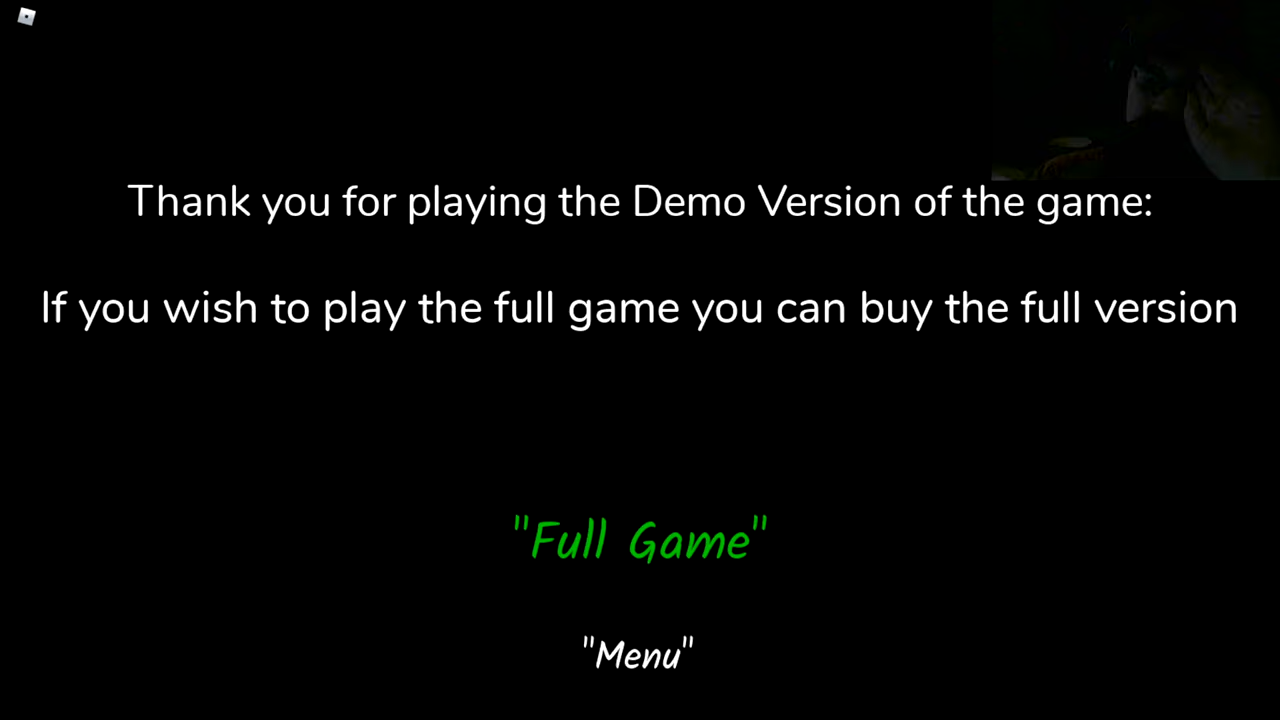 Thank you for playing the Demo Version of the game:
If you wish to play the full game you can buy the full version
"Full Game"
"Menu"